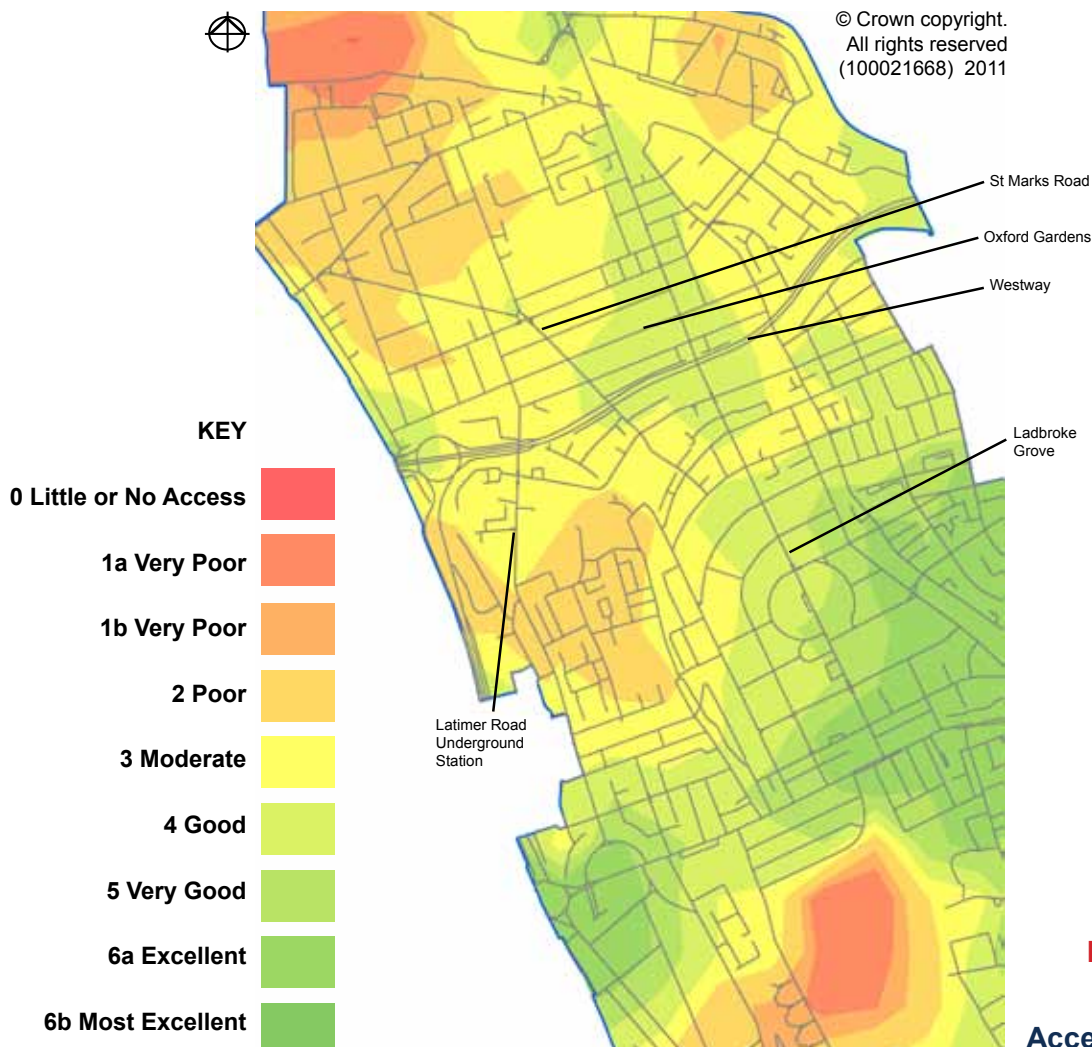 © Crown copyright.
All rights reserved
(100021668) 2011
St Marks Road
Oxford Gardens
Westway
Ladbroke
Grove
Latimer Road
Underground
Station
KEY
0 Little or No Access
1a Very Poor
1b Very Poor
2 Poor
3 Moderate
4 Good
5 Very Good
6a Excellent
6b Most Excellent